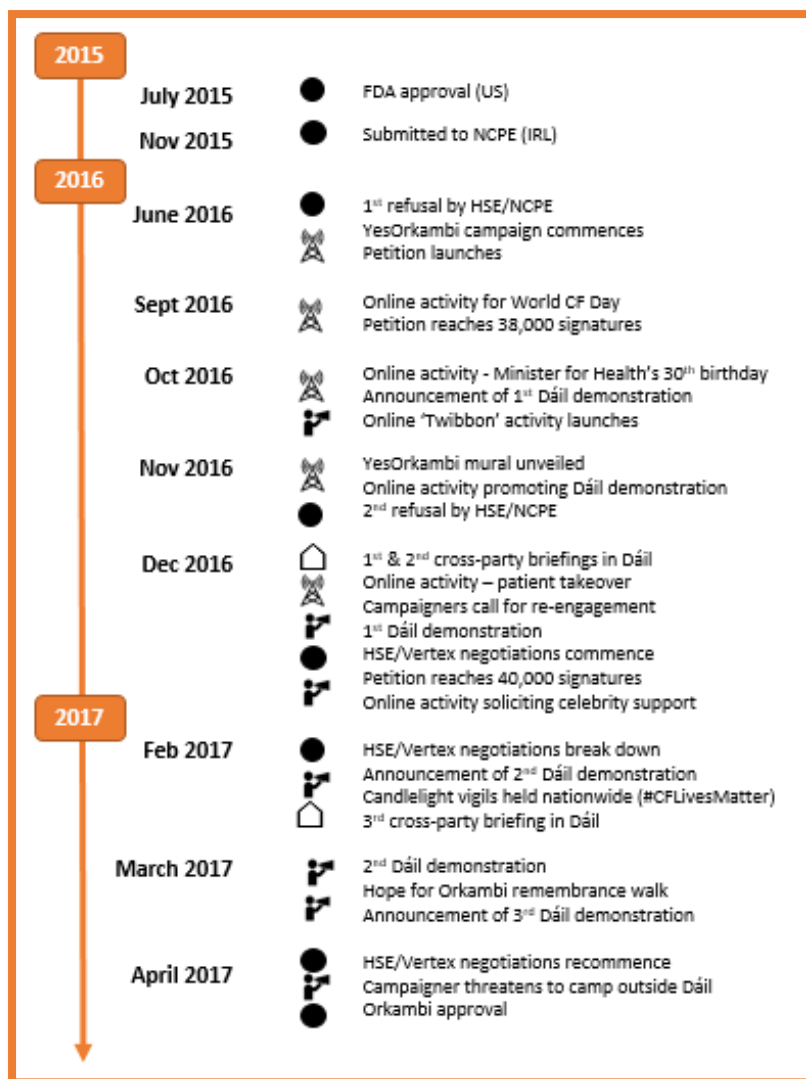 2015
July 2015 FDA approval (US)
Nov 2015 Submitted to NCPE (IRL)
2016
June 2016 1st refusal by HSE/NCPE
YesOrkambi campaign commences
Petition launches
Sept 2016 Online activity for World CF Day
Petition reaches 38,000 signatures
Oct 2016 Online activity - Minister for Health's 30th birthday
Announcement of 1st Dáil demonstration
Online 'Twibbon' activity launches
Nov 2016 YesOrkambi mural unveiled
Online activity promoting Dáil demonstration
2nd refusal by HSE/NCPE
Dec 2016 1st & 2nd cross-party briefings in Dáil
Online activity – patient takeover
Campaigners call for re-engagement
1st Dáil demonstration
HSE/Vertex negotiations commence
Petition reaches 40,000 signatures
Online activity soliciting celebrity support
2017
Feb 2017 HSE/Vertex negotiations break down
Announcement of 2nd Dáil demonstration
Candlelight vigils held nationwide (#CFLivesMatter)
3rd cross-party briefing in Dáil
March 2017 2nd Dáil demonstration
Hope for Orkambi remembrance walk
Announcement of 3rd Dáil demonstration
April 2017 HSE/Vertex negotiations recommence
Campaigner threatens to camp outside Dáil
Orkambi approval